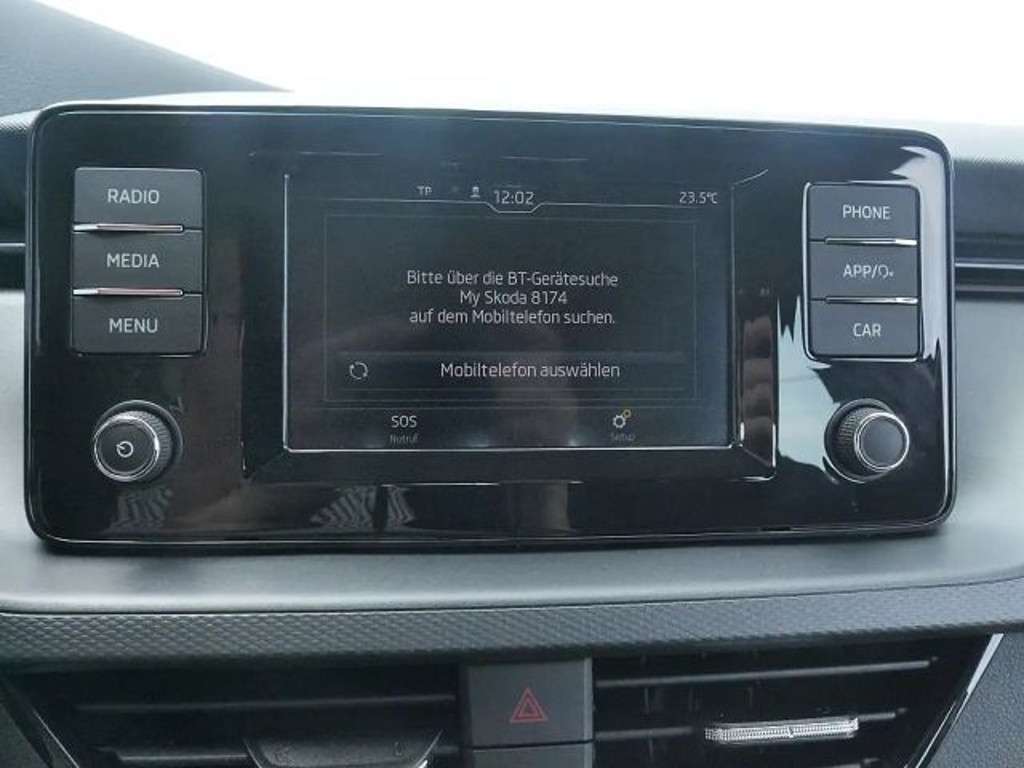 RADIO
MEDIA
MENU
TP 12:02 23.5°C
Bitte über die BT-Gerätesuche
My Skoda 8174
auf dem Mobiltelefon suchen.
Mobiltelefon auswählen
SOS
Notruf
Setup
PHONE
APP/
CAR